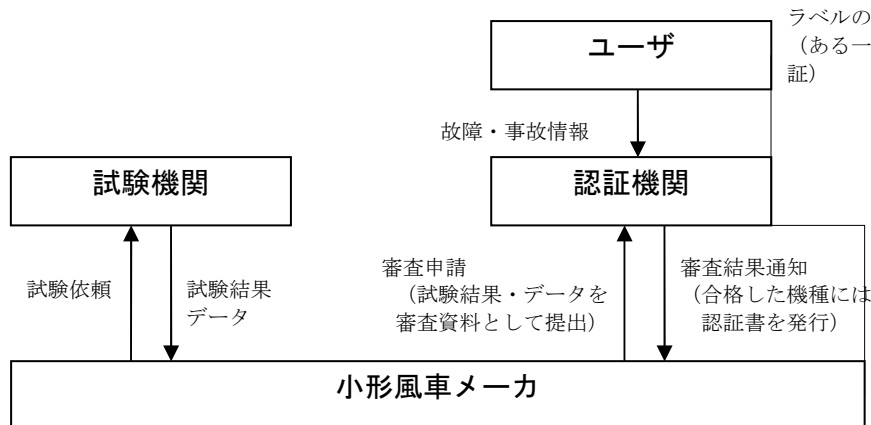 ラベルの
（ある一
証）
ユーザ
故障・事故情報
試験機関
認証機関
試験依頼
試験結果
データ
審査申請
（試験結果・データを
審査資料として提出）
審査結果通知
（合格した機種には
認証書を発行）
小形風車メーカ